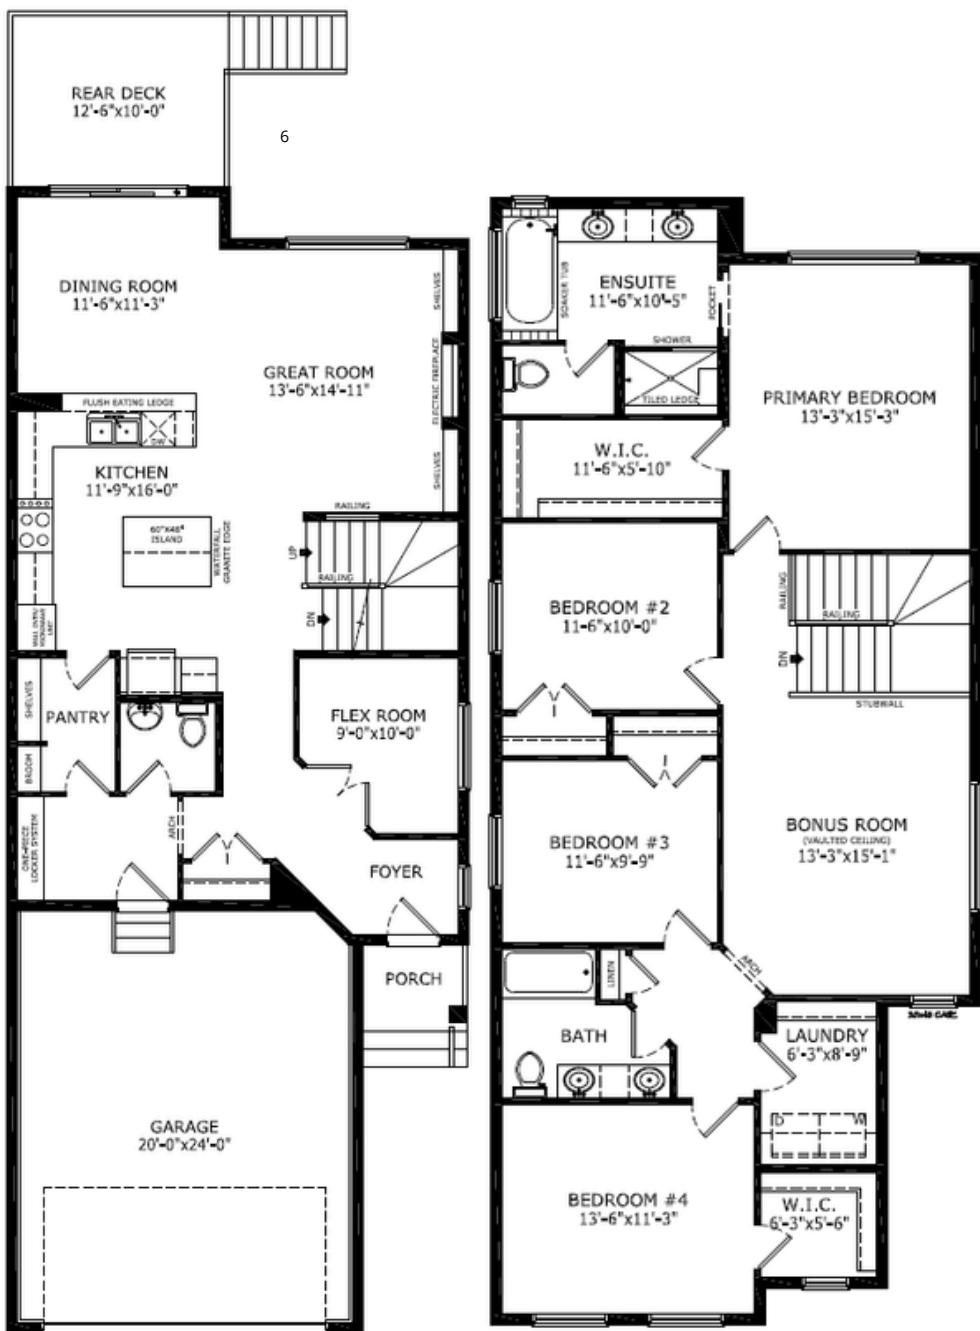 REAR DECK
12'-6"x10'-0"
6
DINING ROOM
11'-6"x11'-3"
SHELVES
GREAT ROOM
13'-6"x14'-11"
ELECTRIC FIREPLACE
FLUSH EATING LEDGE
DW
KITCHEN
11'-9"x16'-0"
SHELVES
RAILING
60"X48"
ISLAND
WATERFALL
GRANITE EDGE
UP
RAILING
DN
WALL OVEN/
MICROWAVE
UNIT
SHELVES
PANTRY
FLEX ROOM
9'-0"x10'-0"
BROOM
ARCH
ONE-PIECE
LOCKER SYSTEM
FOYER
PORCH
GARAGE
20'-0"x24'-0"
ENSUITE
11'-6"x10'-5"
SOAKER TUB
POCKET
SHOWER
TILED LEDGE
PRIMARY BEDROOM
13'-3"x15'-3"
W.I.C.
11'-6"x5'-10"
BEDROOM #2
11'-6"x10'-0"
RAILING
RAILING
DN
STUBWALL
BEDROOM #3
11'-6"x9'-9"
BONUS ROOM
(VAULTED CEILING)
13'-3"x15'-1"
ARCH
LINEN
BATH
LAUNDRY
6'-3"x8'-9"
D
W
BEDROOM #4
13'-6"x11'-3"
W.I.C.
6'-3"x5'-6"